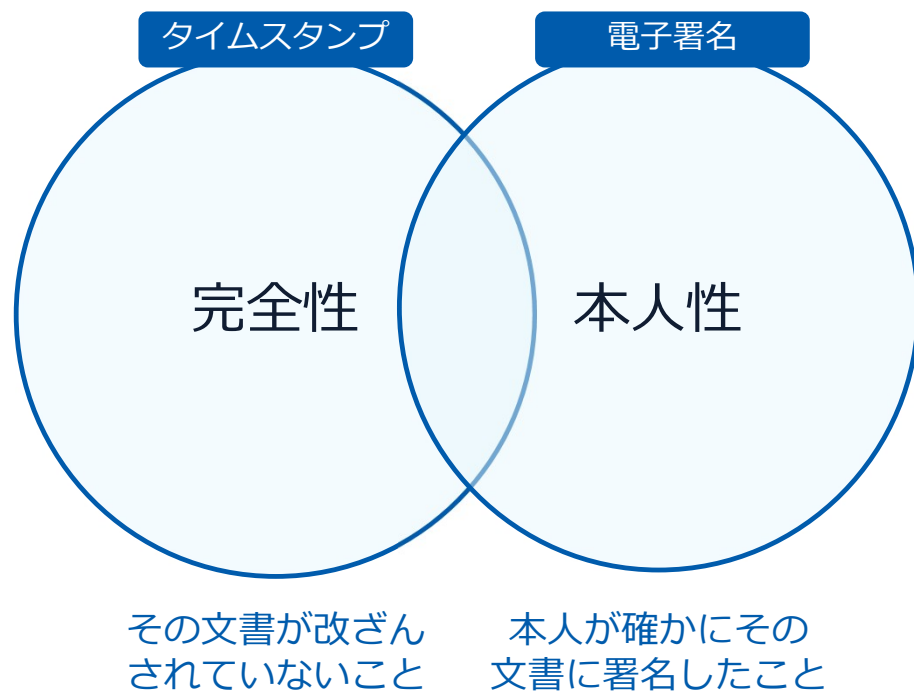 タイムスタンプ
電子署名
完全性
本人性
その文書が改ざん
されていないこと
本人が確かにその
文書に署名したこと